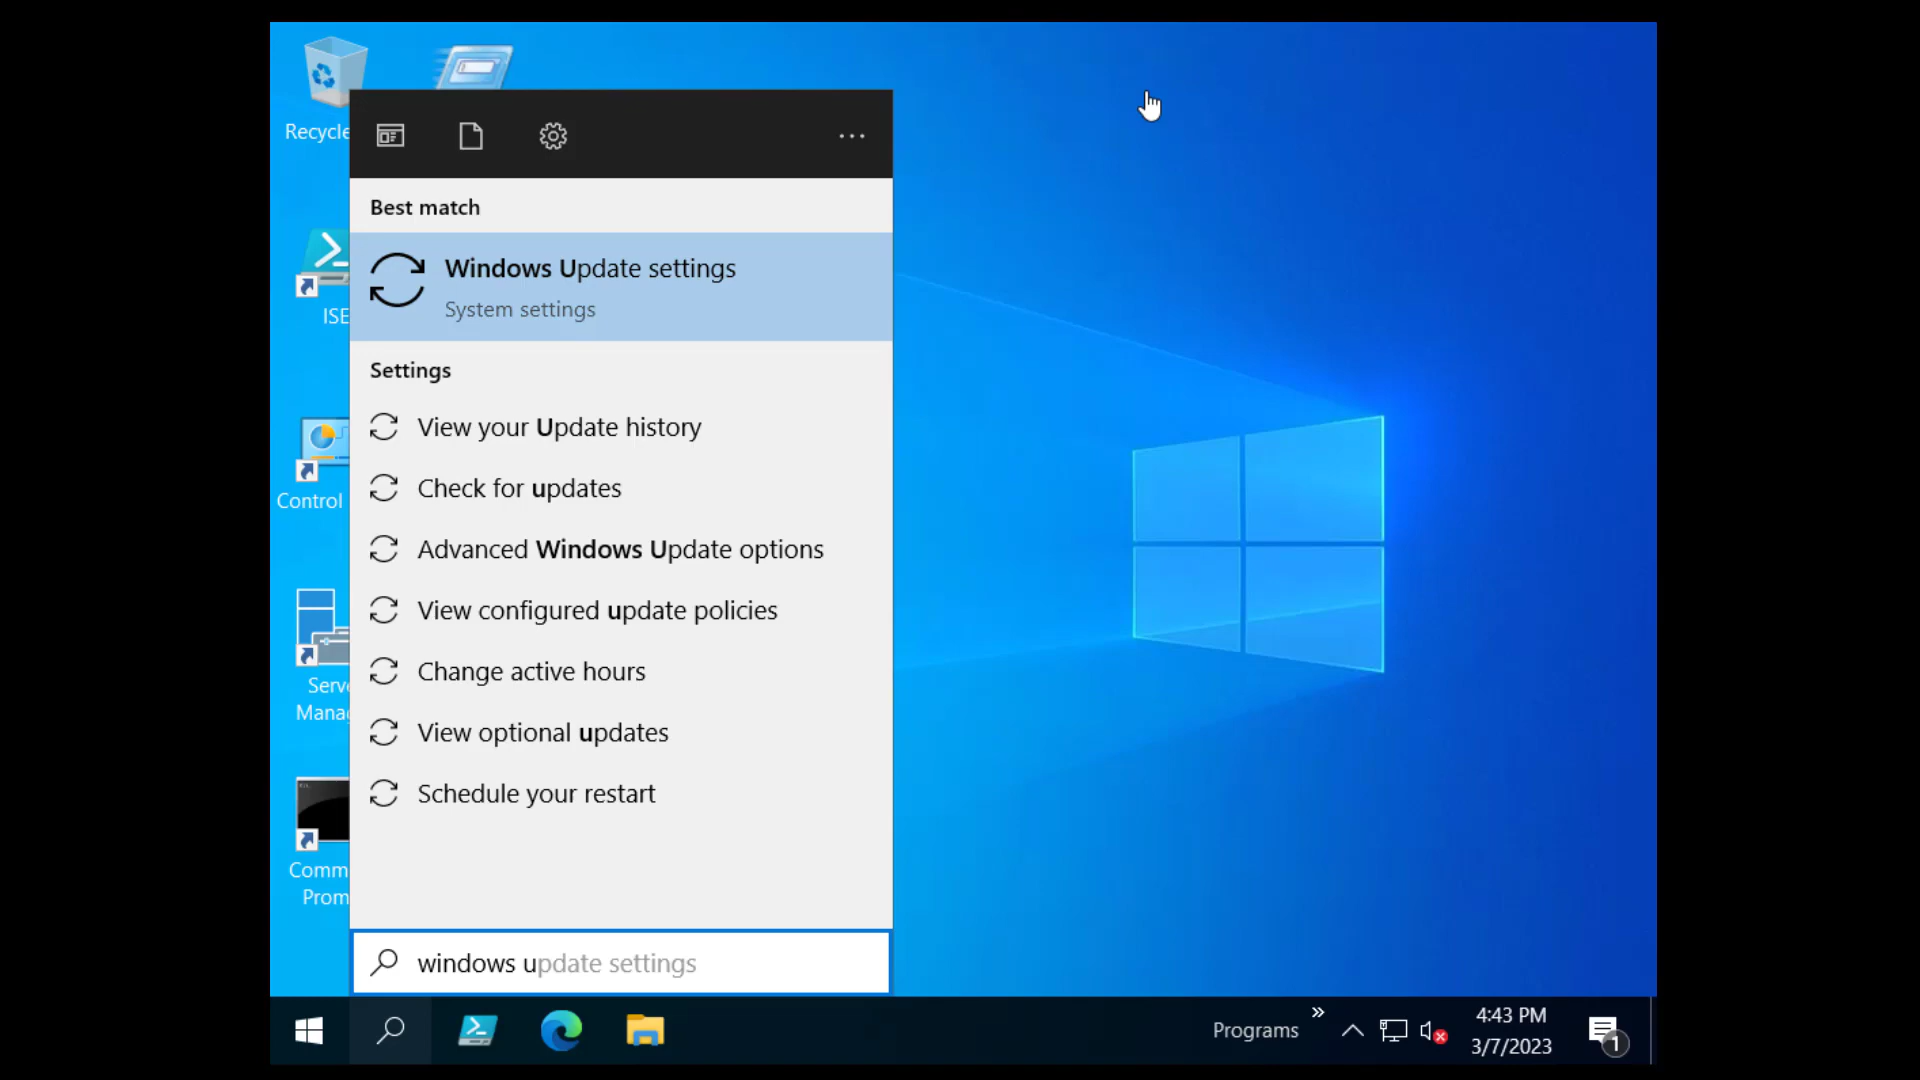 Recycle
ISE
Control
Serve
Manag
Comm
Prom
Best match
Windows Update settings
System settings
Settings
View your Update history
Check for updates
Advanced Windows Update options
View configured update policies
Change active hours
View optional updates
Schedule your restart
windows update settings
Programs
4:43 PM
3/7/2023
1